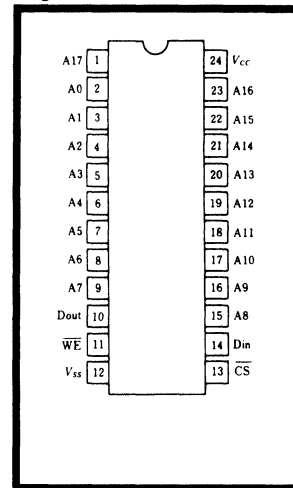 A17 1 24 Vcc
A0 2 23 A16
A1 3 22 A15
A2 4 21 A14
A3 5 20 A13
A4 6 19 A12
A5 7 18 A11
A6 8 17 A10
A7 9 16 A9
Dout 10 15 A8
W̅E̅ 11 14 Din
Vss 12 13 C̅S̅